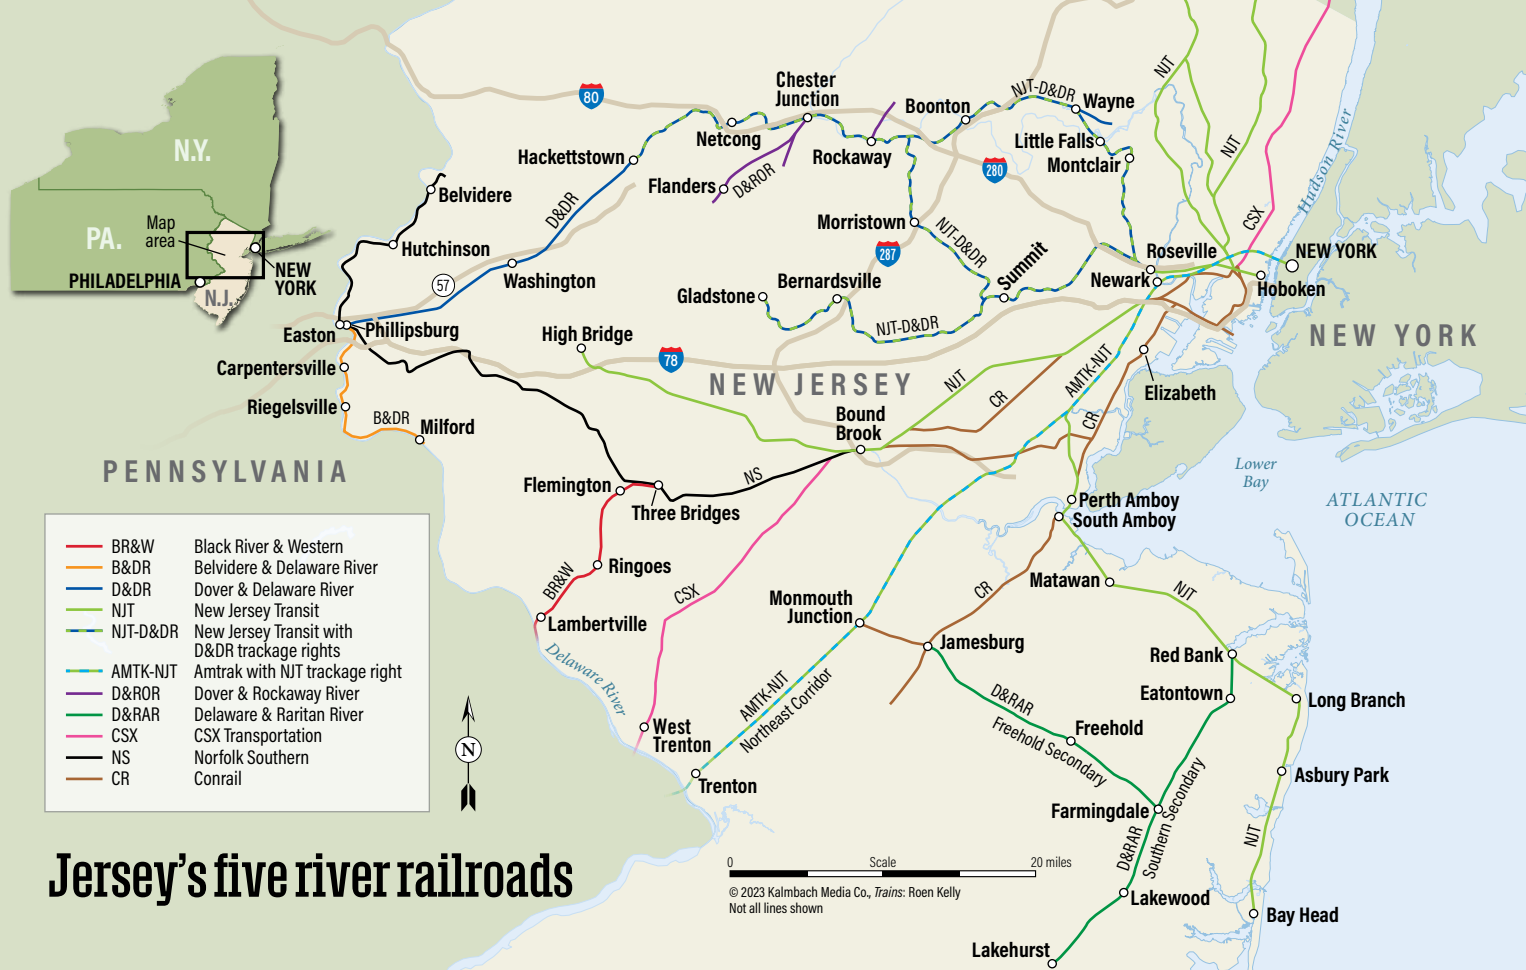 N.Y.
PA.
Map
area
PHILADELPHIA
NEW
YORK
N.J.
80
Chester
Junction
Netcong
Hackettstown
Flanders
D&ROR
Rockaway
Boonton
NJT-D&DR
Wayne
Little Falls
Montclair
280
NJT
NJT
CSX
Hudson River
Belvidere
Hutchinson
D&DR
Washington
57
Morristown
NJT-D&DR
287
Bernardsville
Gladstone
Summit
NJT-D&DR
Roseville
Newark
NEW YORK
Hoboken
NEW YORK
Easton
Phillipsburg
Carpentersville
Riegelsville
B&DR
Milford
High Bridge
78
NEW JERSEY
NJT
CR
AMTK-NJT
CR
Elizabeth
Bound
Brook
PENNSYLVANIA
Flemington
Three Bridges
NS
Lower
Bay
ATLANTIC
OCEAN
Perth Amboy
South Amboy
Ringoes
BR&W
Lambertville
CSX
Delaware River
Monmouth
Junction
CR
Matawan
NJT
Jamesburg
Red Bank
Eatontown
Long Branch
West
Trenton
Trenton
AMTK-NJT
Northeast Corridor
D&RAR
Freehold Secondary
Freehold
Asbury Park
Farmingdale
D&RAR
Southern Secondary
NJT
Lakewood
Bay Head
Lakehurst
BR&W Black River & Western
B&DR Belvidere & Delaware River
D&DR Dover & Delaware River
NJT New Jersey Transit
NJT-D&DR New Jersey Transit with
D&DR trackage rights
AMTK-NJT Amtrak with NJT trackage right
D&ROR Dover & Rockaway River
D&RAR Delaware & Raritan River
CSX CSX Transportation
NS Norfolk Southern
CR Conrail
N
Jersey's five river railroads
0 Scale 20 miles
© 2023 Kalmbach Media Co., Trains: Roen Kelly
Not all lines shown